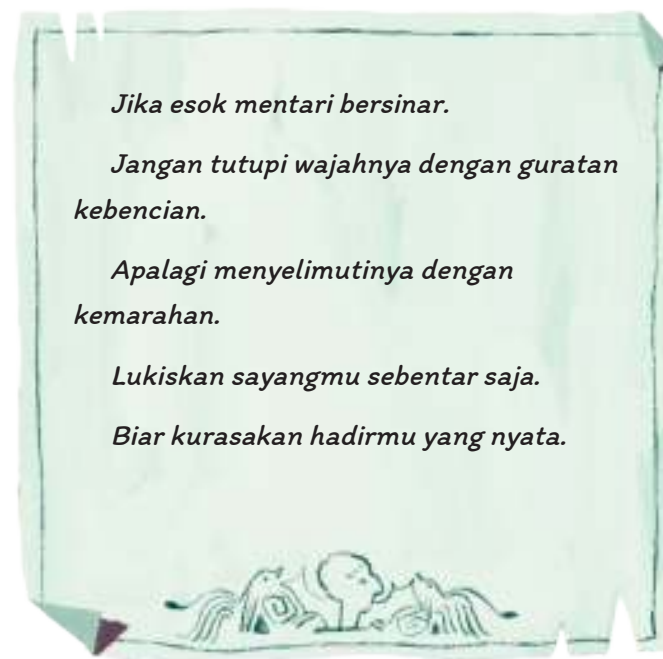 Jika esok mentari bersinar.
Jangan tutupi wajahnya dengan guratan
kebencian.
Apalagi menyelimutinya dengan
kemarahan.
Lukiskan sayangmu sebentar saja.
Biar kurasakan hadirmu yang nyata.